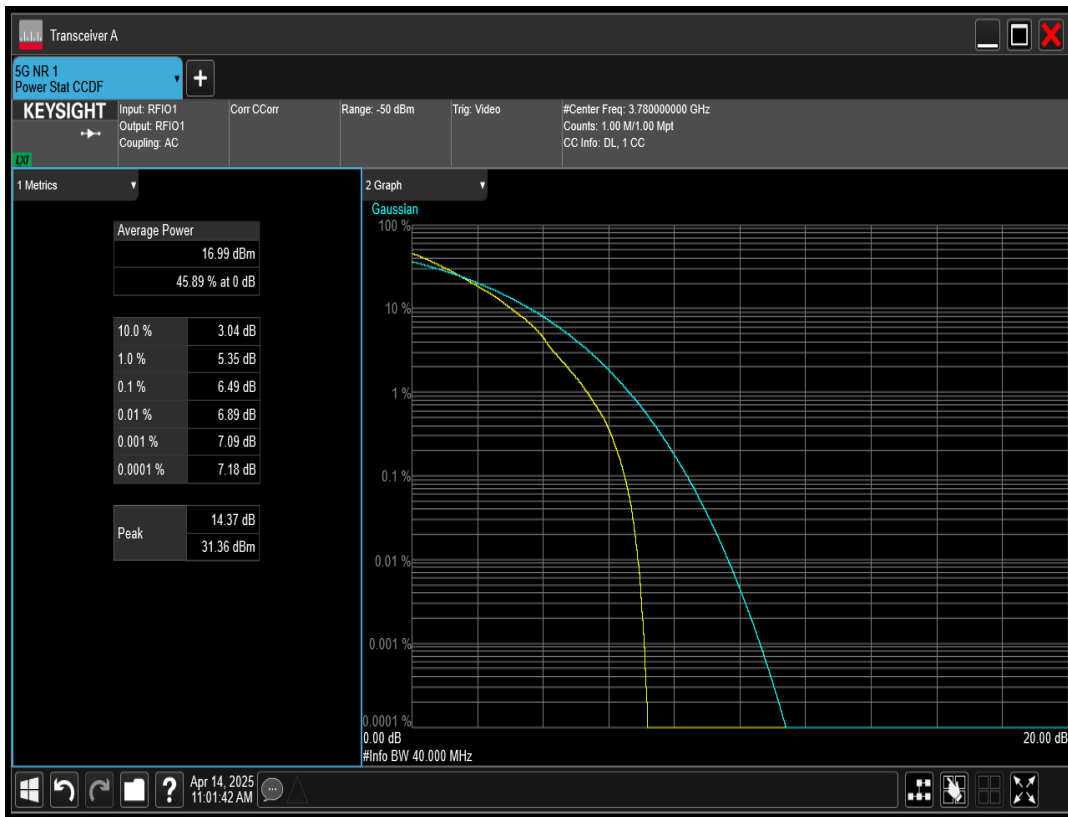 Transceiver A
5G NR 1
Power Stat CCDF
+
KEYSIGHT
LXI
Input: RFIO1
Output: RFIO1
Coupling: AC
Corr CCorr
Range: -50 dBm
Trig: Video
#Center Freq: 3.780000000 GHz
Counts: 1.00 M/1.00 Mpt
CC Info: DL, 1 CC
1 Metrics
Average Power
16.99 dBm
45.89 % at 0 dB
10.0 % 3.04 dB
1.0 % 5.35 dB
0.1 % 6.49 dB
0.01 % 6.89 dB
0.001 % 7.09 dB
0.0001 % 7.18 dB
Peak
14.37 dB
31.36 dBm
2 Graph
Gaussian
100 %
10 %
1 %
0.1 %
0.01 %
0.001 %
0.0001 %
0.00 dB 20.00 dB
#Info BW 40.000 MHz
?
Apr 14, 2025
11:01:42 AM